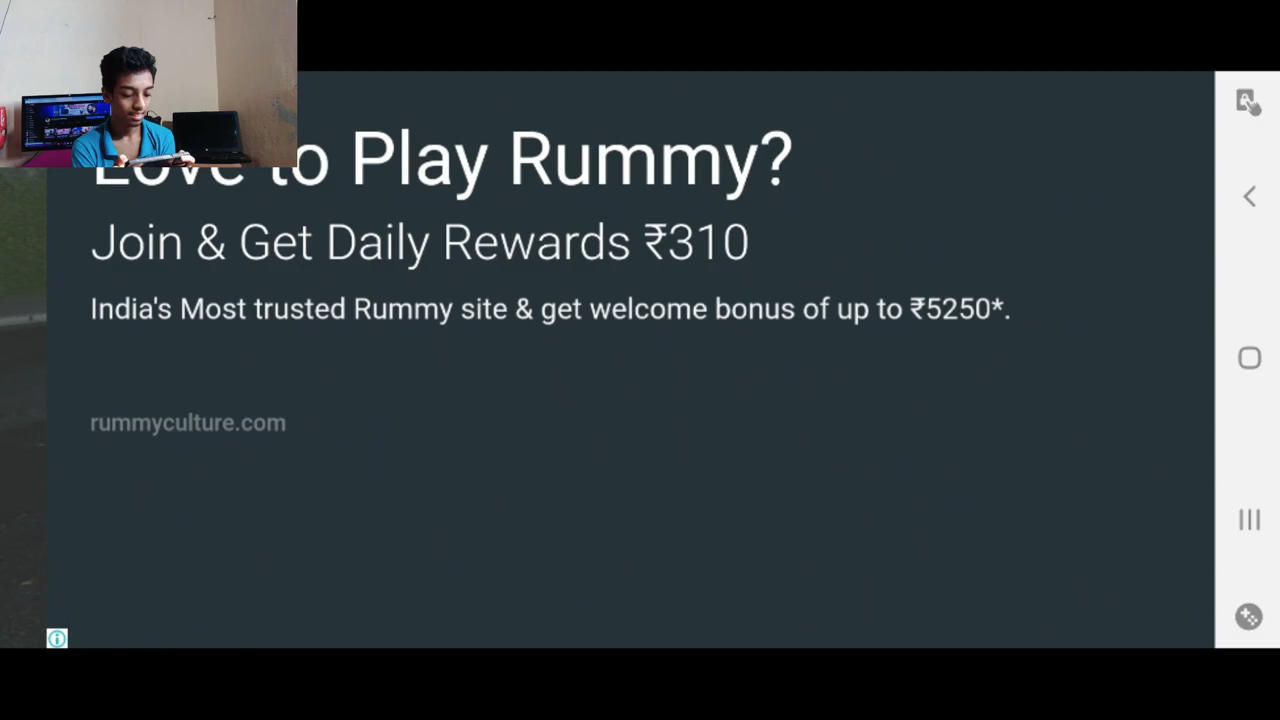 Love to Play Rummy?
Join & Get Daily Rewards ₹310
India's Most trusted Rummy site & get welcome bonus of up to ₹5250*.
rummyculture.com